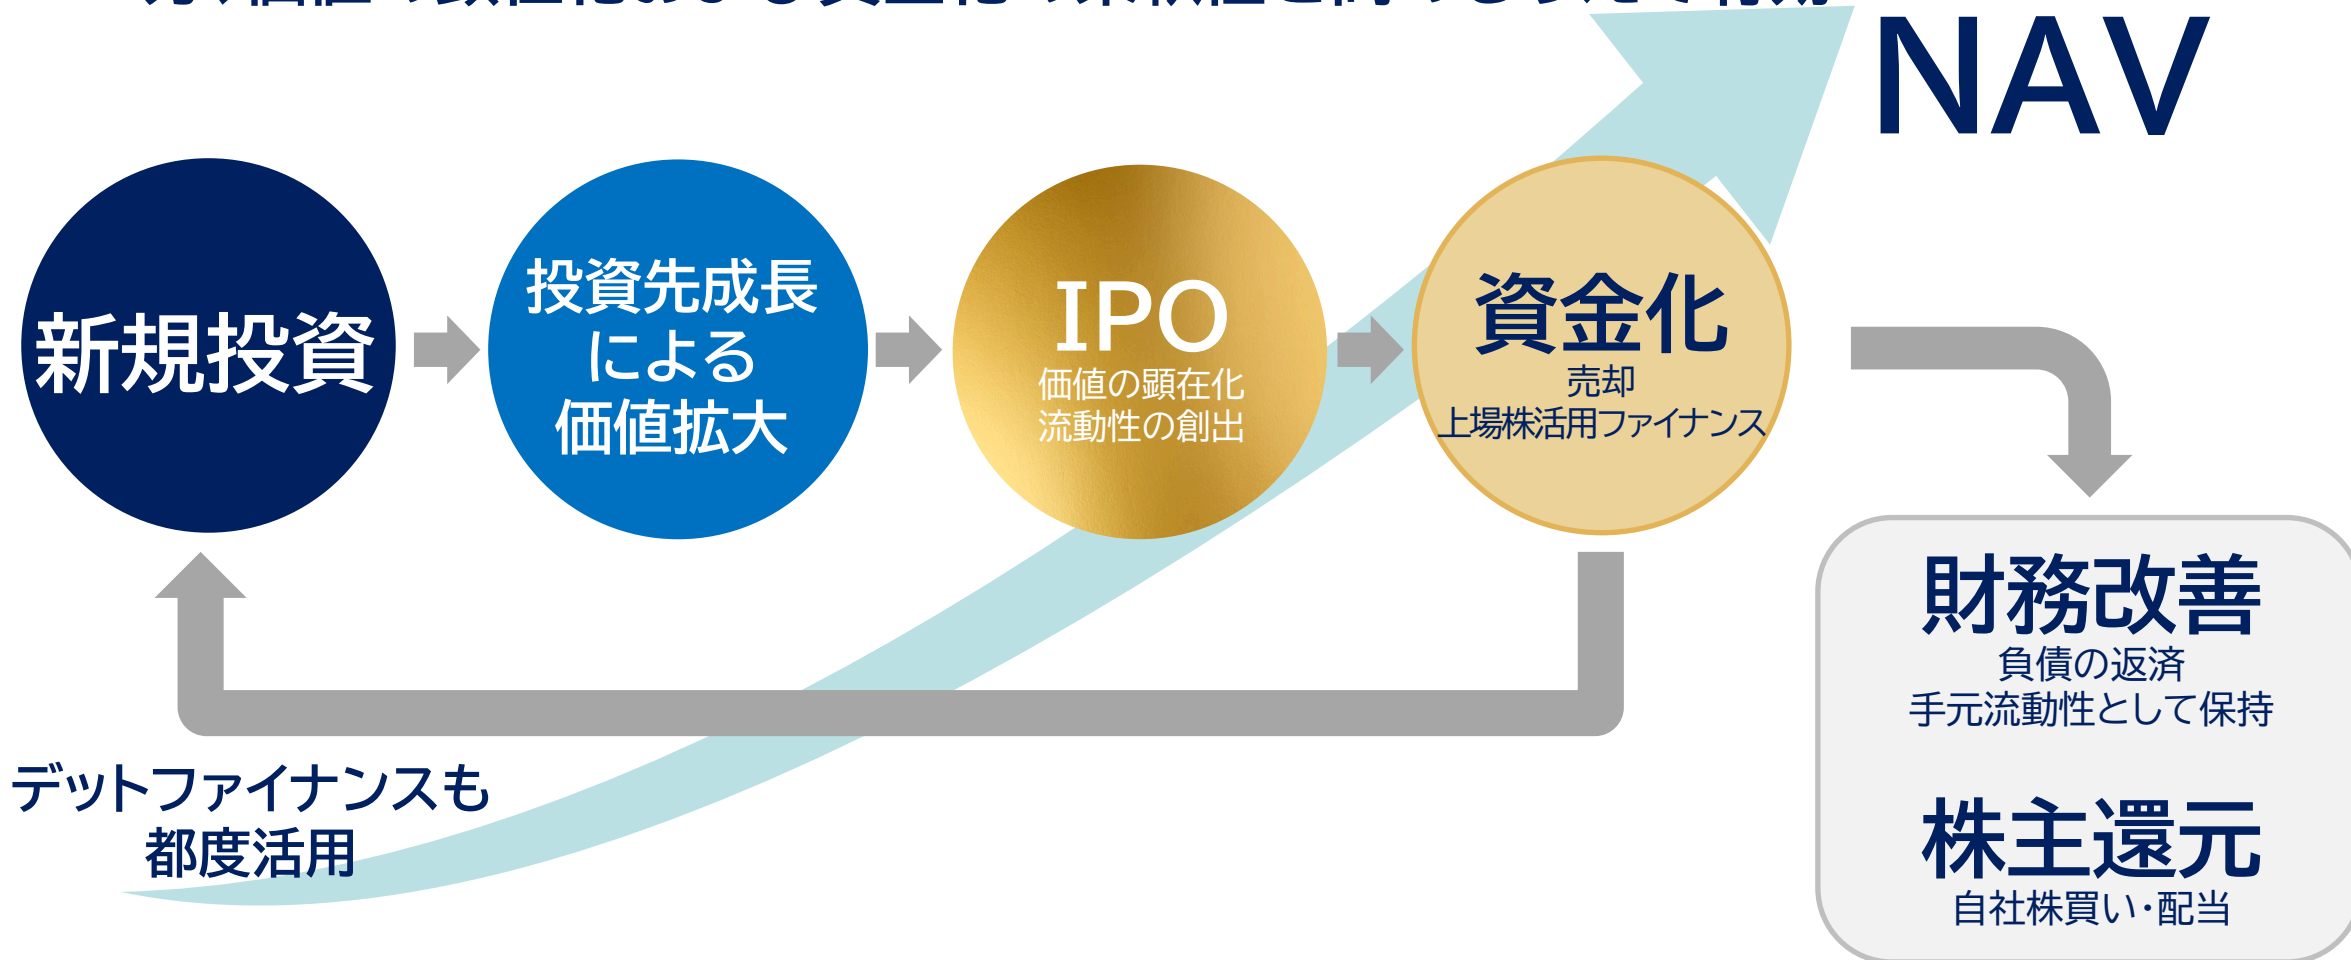 NAV
新規投資
投資先成長
による
価値拡大
IPO
価値の顕在化
流動性の創出
資金化
売却
上場株活用ファイナンス
財務改善
負債の返済
手元流動性として保持
株主還元
自社株買い・配当
デットファイナンスも
都度活用